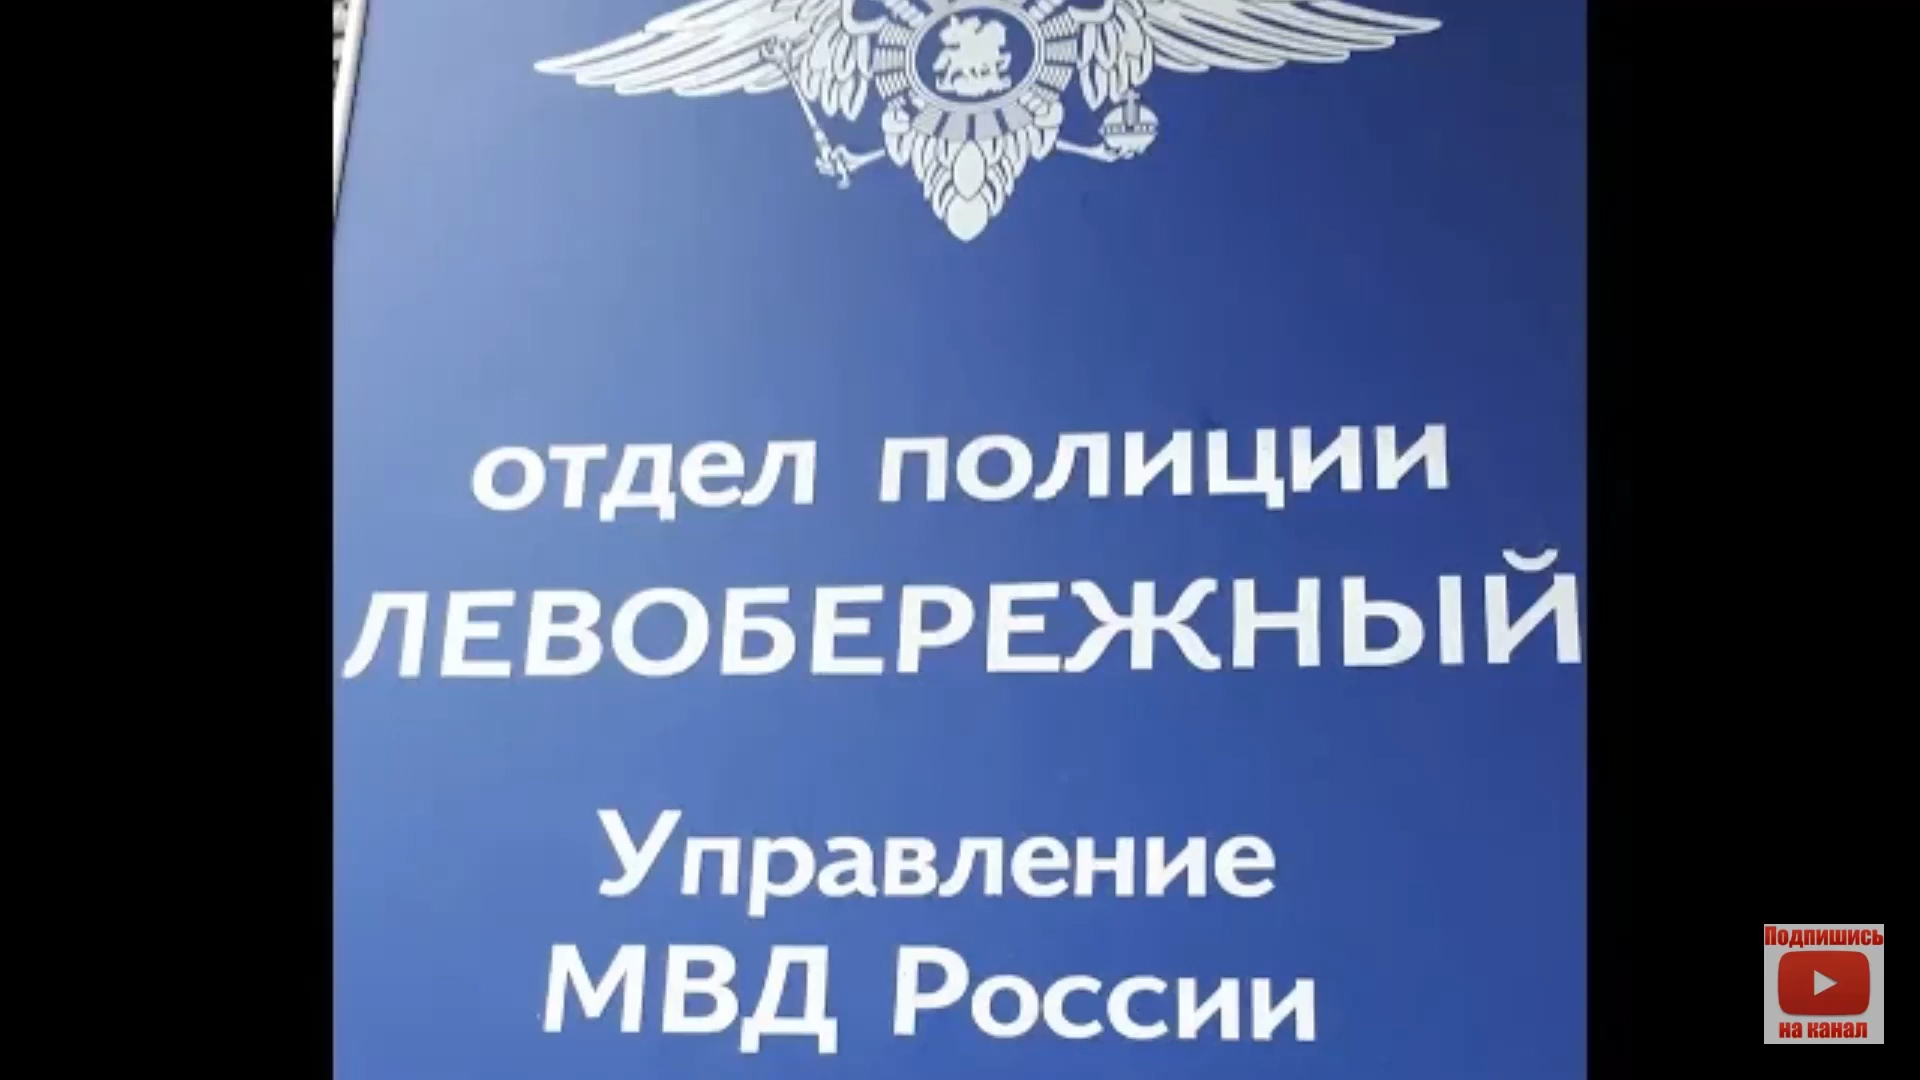 отдел полиции
ЛЕВОБЕРЕЖНЫЙ
Управление
МВД России
Подпишись
на канал